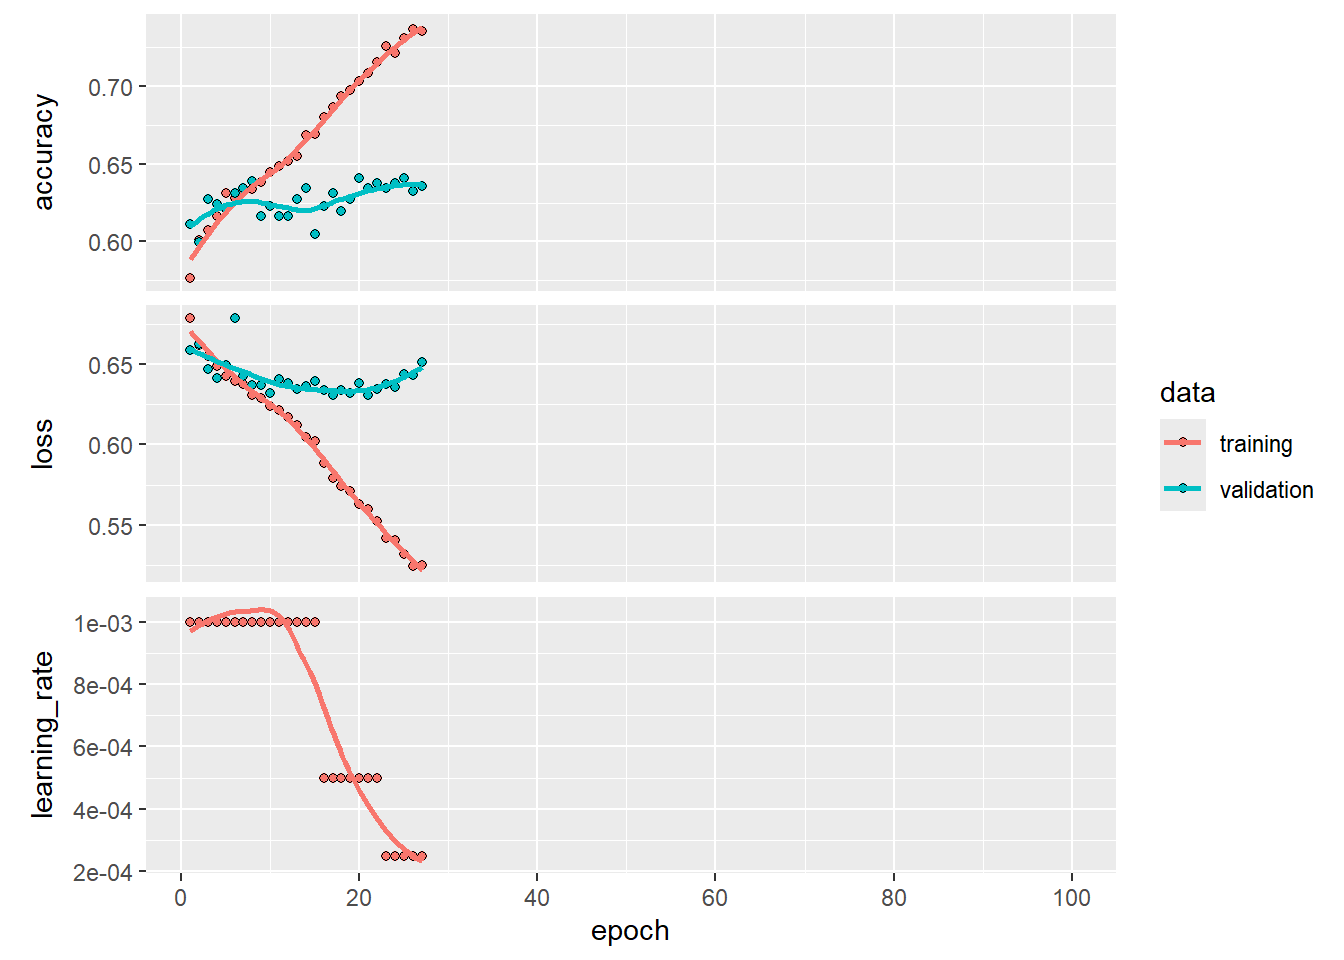 accuracy
0.70
0.65
0.60
loss
0.65
0.60
0.55
learning_rate
1e-03
8e-04
6e-04
4e-04
2e-04
0 20 40 60 80 100
epoch
data
training
validation